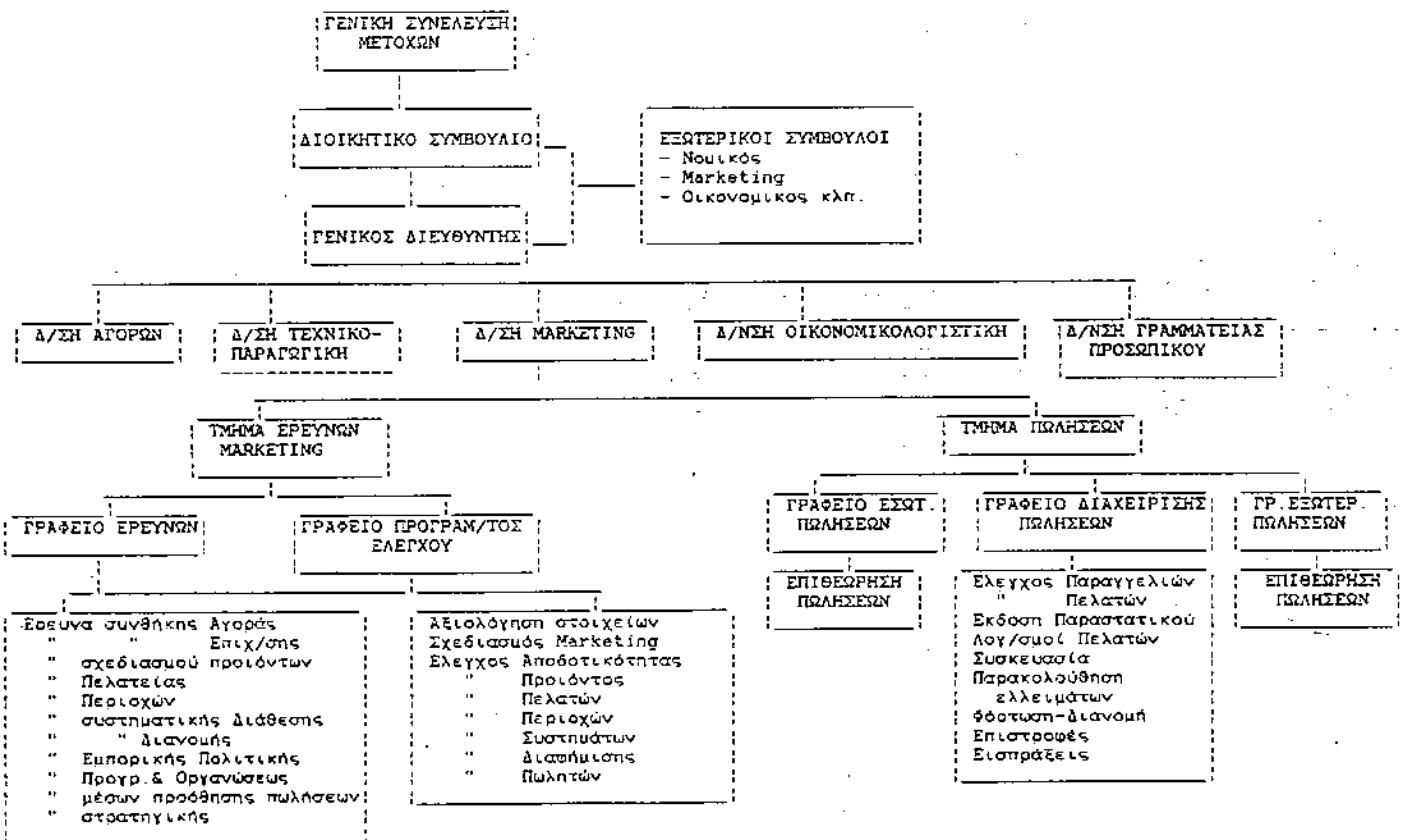 ΓΕΝΙΚΗ ΣΥΝΕΛΕΥΣΗ
ΜΕΤΟΧΩΝ
ΔΙΟΙΚΗΤΙΚΟ ΣΥΜΒΟΥΛΙΟ
ΕΞΩΤΕΡΙΚΟΙ ΣΥΜΒΟΥΛΟΙ
- Νομικός
- Marketing
- Οικονομικος κλπ.
ΓΕΝΙΚΟΣ ΔΙΕΥΘΥΝΤΗΣ
Δ/ΣΗ ΑΓΟΡΩΝ
Δ/ΣΗ ΤΕΧΝΙΚΟ-
ΠΑΡΑΓΩΓΙΚΗ
Δ/ΣΗ MARKETING
Δ/ΝΣΗ ΟΙΚΟΝΟΜΙΚΟΛΟΓΙΣΤΙΚΗ
Δ/ΝΣΗ ΓΡΑΜΜΑΤΕΙΑΣ
ΠΡΟΣΩΠΙΚΟΥ
ΤΜΗΜΑ ΕΡΕΥΝΩΝ
MARKETING
ΤΜΗΜΑ ΠΩΛΗΣΕΩΝ
ΓΡΑΦΕΙΟ ΕΡΕΥΝΩΝ
ΓΡΑΦΕΙΟ ΠΡΟΓΡΑΜ/ΤΟΣ
ΕΛΕΓΧΟΥ
ΓΡΑΦΕΙΟ ΕΣΩΤ.
ΠΩΛΗΣΕΩΝ
ΓΡΑΦΕΙΟ ΔΙΑΧΕΙΡΙΣΗΣ
ΠΩΛΗΣΕΩΝ
ΓΡ.ΕΞΩΤΕΡ.
ΠΩΛΗΣΕΩΝ
Ερευνα συνθήκης Αγοράς
" " Επιχ/σης
" σχεδιασμού προιόντων
" Πελατείας
" Περιοχών
" συστηματικής Διάθεσης
" " Διανομής
" Εμπορικής Πολιτικής
" Προγρ.& Οργανώσεως
" μέσων προόθησης πωλήσεων
" στρατηγικής
Αξιολόγηση στοιχείων
Σχεδιασμός Marketing
Ελεγχος Αποδοτικότητας
" Προιόντος
" Πελατών
" Περιοχών
" Συστημάτων
" Διαφήμισης
" Πωλητών
ΕΠΙΘΕΩΡΗΣΗ
ΠΩΛΗΣΕΩΝ
Ελεγχος Παραγγελιών
" Πελατών
Εκδοση Παραστατικού
Λογ/σμοί Πελατών
Συσκευασία
Παρακολούθηση
ελλειμάτων
Φόρτωση-Διανομή
Επιστροφές
Εισπράξεις
ΕΠΙΘΕΩΡΗΣΗ
ΠΩΛΗΣΕΩΝ